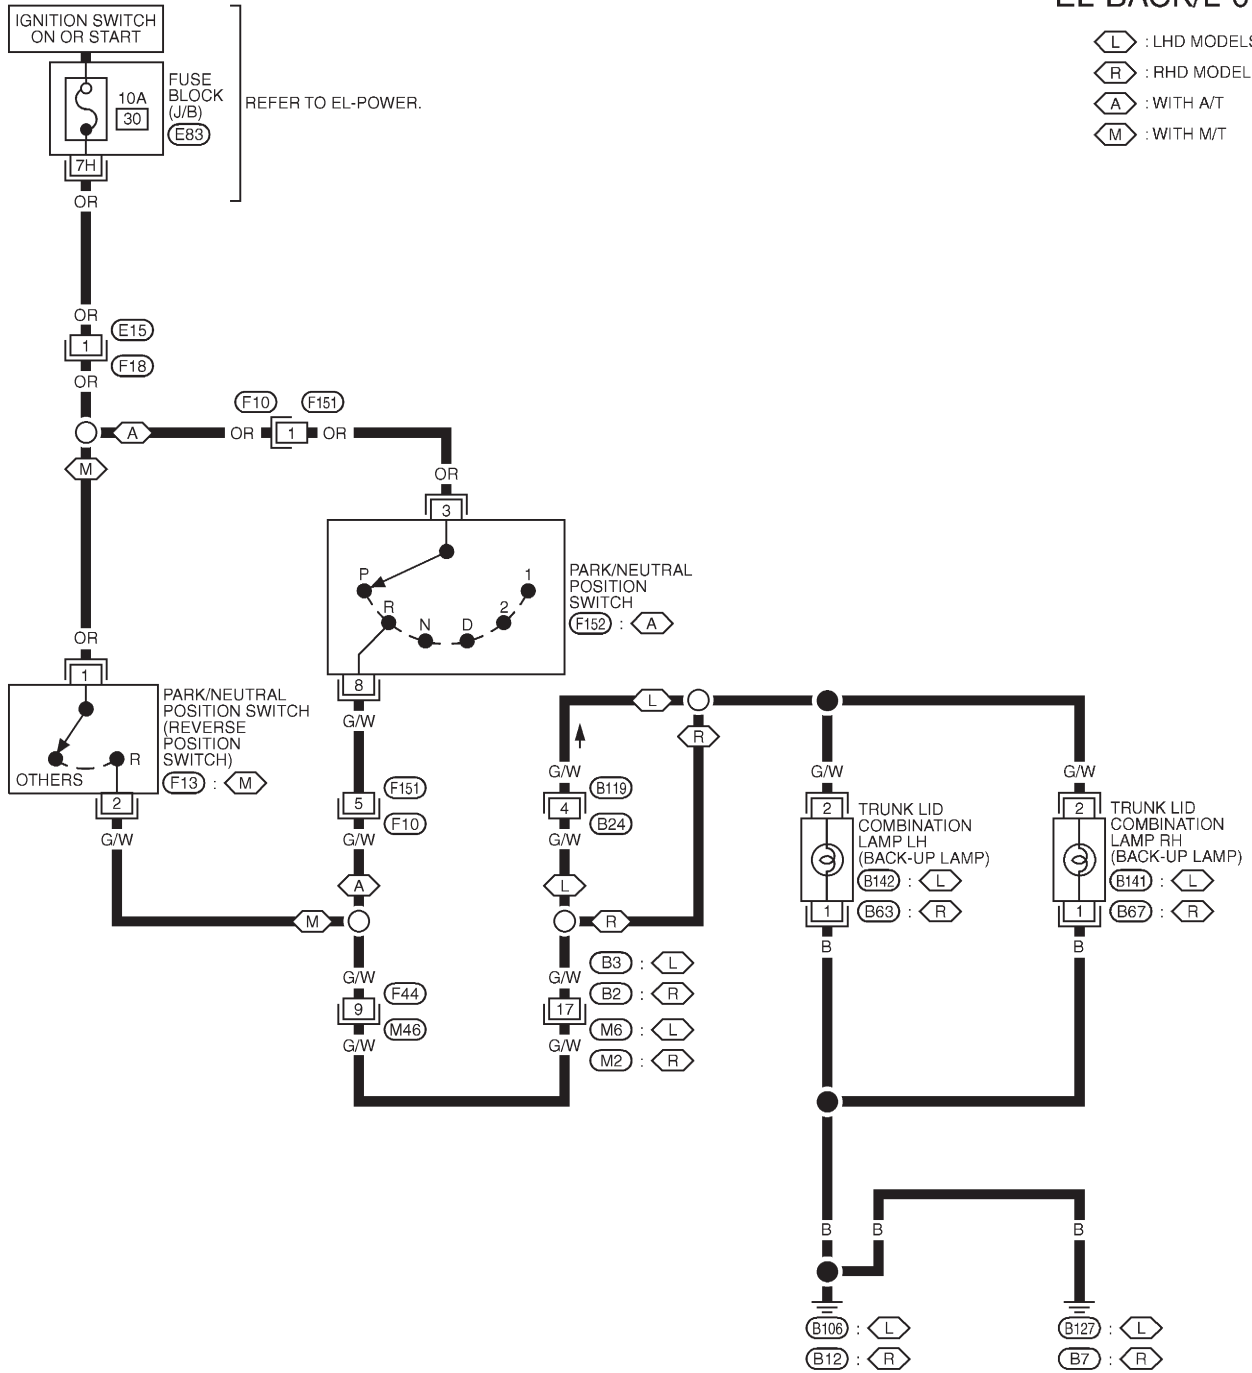 EL-BACK/L-0
L : LHD MODELS
R : RHD MODEL
A : WITH A/T
M : WITH M/T
IGNITION SWITCH
ON OR START
10A
30
FUSE
BLOCK
(J/B)
E83
REFER TO EL-POWER.
7H
OR
OR
E15
1
F18
OR
F10
F151
A
OR
1
OR
M
OR
3
P
R
N
D
2
1
PARK/NEUTRAL
POSITION
SWITCH
F152 : A
OR
1
PARK/NEUTRAL
POSITION SWITCH
(REVERSE
POSITION
SWITCH)
F13 : M
OTHERS
R
2
G/W
8
G/W
5
F151
F10
G/W
A
M
G/W
9
F44
M46
G/W
L
R
G/W
4
B119
B24
G/W
L
R
G/W
17
B3 : L
B2 : R
M6 : L
M2 : R
G/W
G/W
2
TRUNK LID
COMBINATION
LAMP LH
(BACK-UP LAMP)
B142 : L
B63 : R
1
B
G/W
2
TRUNK LID
COMBINATION
LAMP RH
(BACK-UP LAMP)
B141 : L
B67 : R
1
B
B
B
B
B106 : L
B12 : R
B127 : L
B7 : R